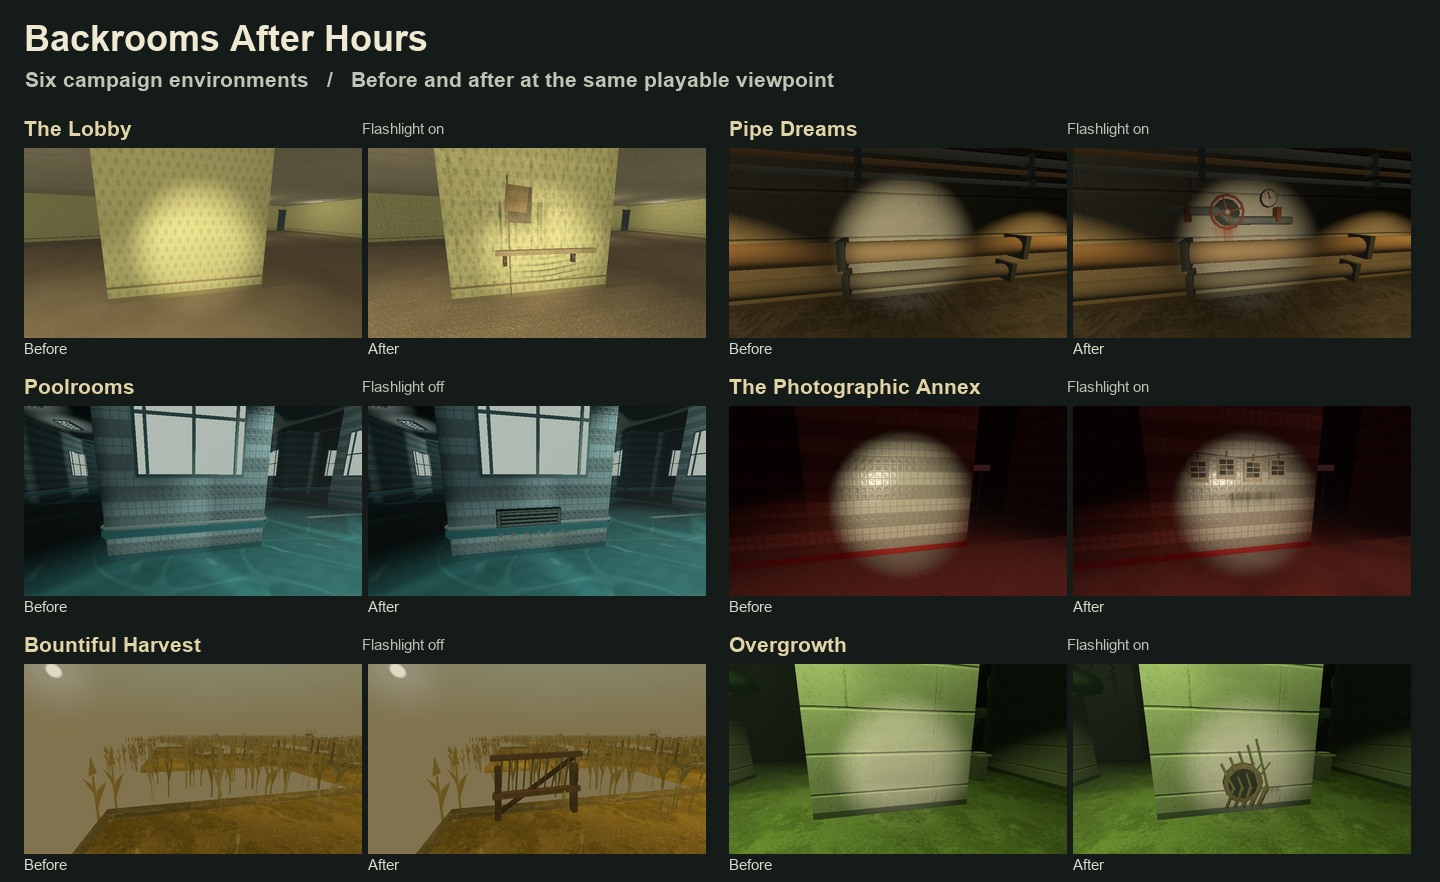 Backrooms After Hours
Six campaign environments / Before and after at the same playable viewpoint
The Lobby
Flashlight on
Before
After
Pipe Dreams
Flashlight on
Before
After
Poolrooms
Flashlight off
Before
After
The Photographic Annex
Flashlight on
Before
After
Bountiful Harvest
Flashlight off
Before
After
Overgrowth
Flashlight on
Before
After